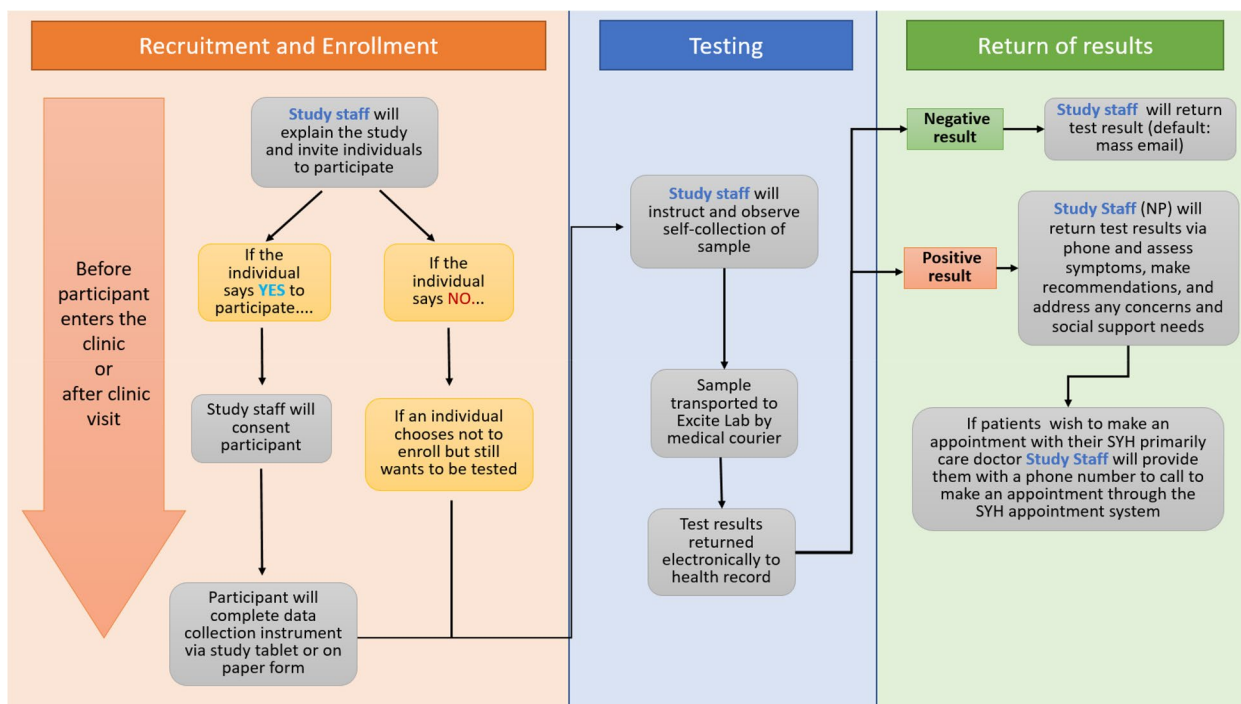 Recruitment and Enrollment
Before
participant
enters the
clinic
or
after clinic
visit
Study staff will
explain the study
and invite individuals
to participate
If the
individual
says YES to
participate....
If the
individual
says NO...
Study staff will
consent
participant
If an individual
chooses not to
enroll but still
wants to be tested
Participant will
complete data
collection instrument
via study tablet or on
paper form
Testing
Study staff will
instruct and observe
self-collection of
sample
Sample
transported to
Excite Lab by
medical courier
Test results
returned
electronically to
health record
Return of results
Negative
result
Study staff will return
test result (default:
mass email)
Positive
result
Study Staff (NP) will
return test results via
phone and assess
symptoms, make
recommendations, and
address any concerns and
social support needs
If patients wish to make an
appointment with their SYH primarily
care doctor Study Staff will provide
them with a phone number to call to
make an appointment through the
SYH appointment system